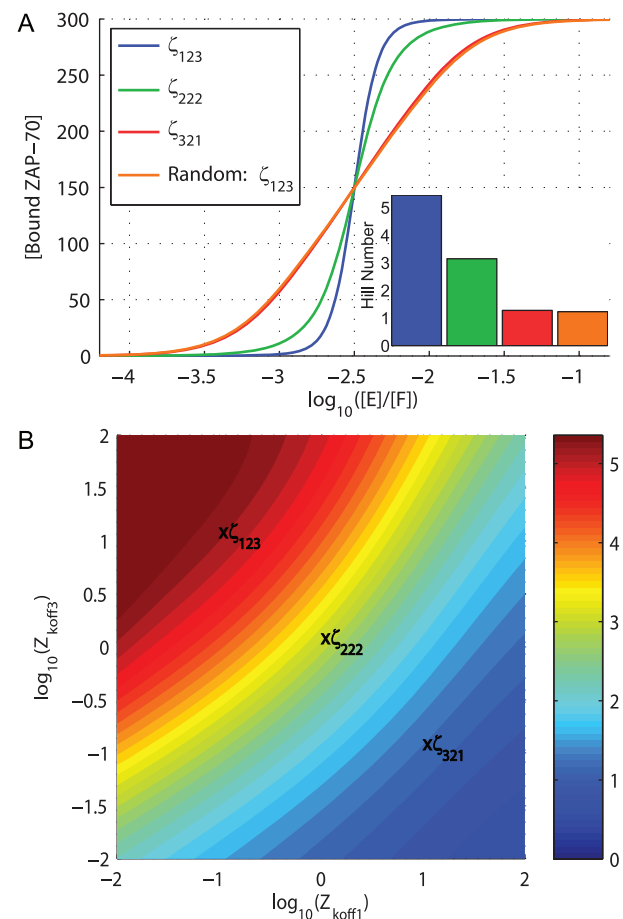 A
300
250
200
150
100
50
0
[Bound ZAP−70]
ζ123
ζ222
ζ321
Random: ζ123
5
4
3
2
1
0
Hill Number
−4 −3.5 −3 −2.5 −2 −1.5 −1
log10([E]/[F])
B
2
1.5
1
0.5
0
−0.5
−1
−1.5
−2
log10(Zkoff3)
xζ123
xζ222
xζ321
−2 −1 0 1 2
log10(Zkoff1)
5
4
3
2
1
0